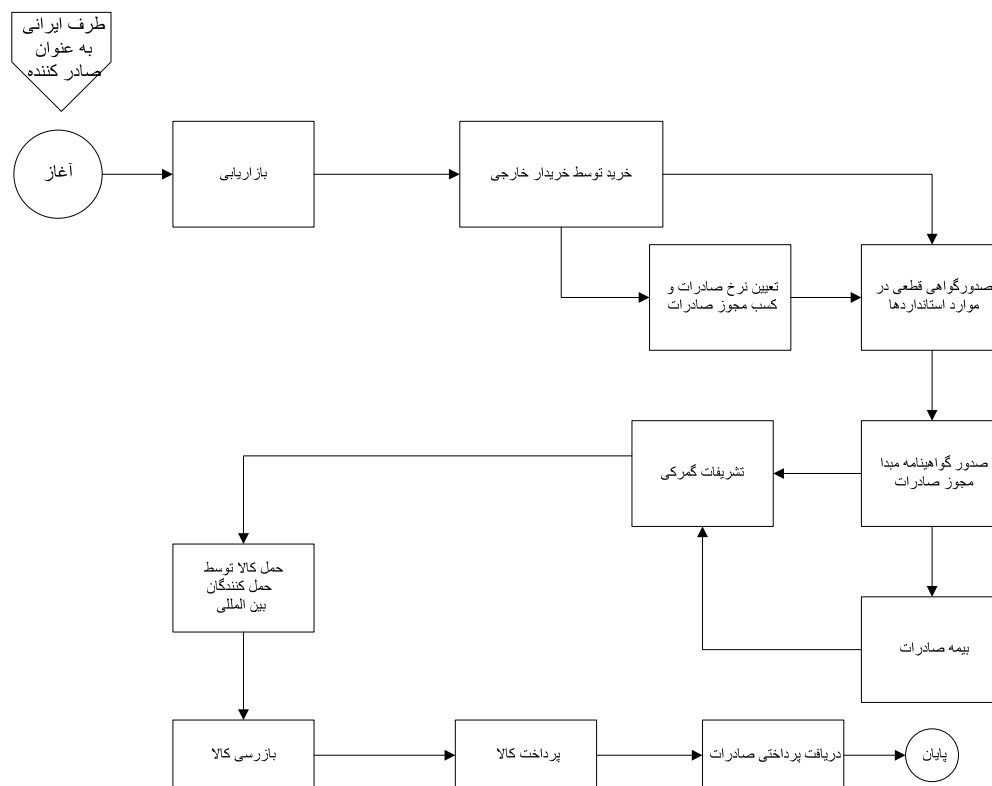 طرف ایرانی
به عنوان
صادر کننده
آغاز
بازاریابی
خرید توسط خریدار خارجی
تعیین نرخ صادرات و
کسب مجوز صادرات
صدورگواهی قطعی در
موارد استانداردها
صدور گواهینامه مبدا
مجوز صادرات
تشریفات گمرکی
بیمه صادرات
حمل کالا توسط
حمل کنندگان
بین المللی
بازرسی کالا
پرداخت کالا
دریافت پرداختی صادرات
پایان